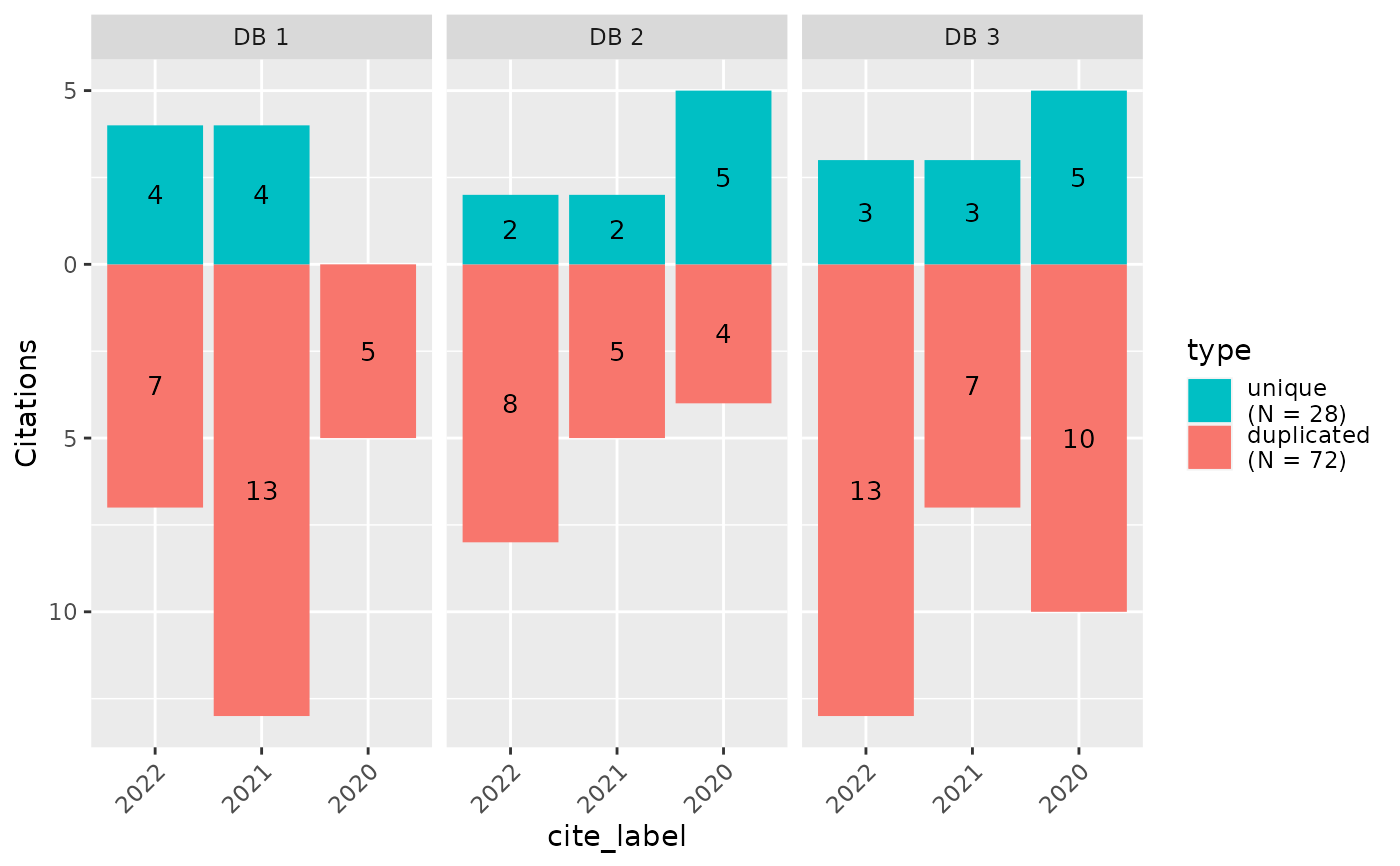 DB 1 DB 2 DB 3
5
4 4 2 2 5 3 3 5
0
7 13 5 8 5 4 13 7 10
5
10
Citations
2022 2021 2020 2022 2021 2020 2022 2021 2020
cite_label
type
unique
(N = 28)
duplicated
(N = 72)